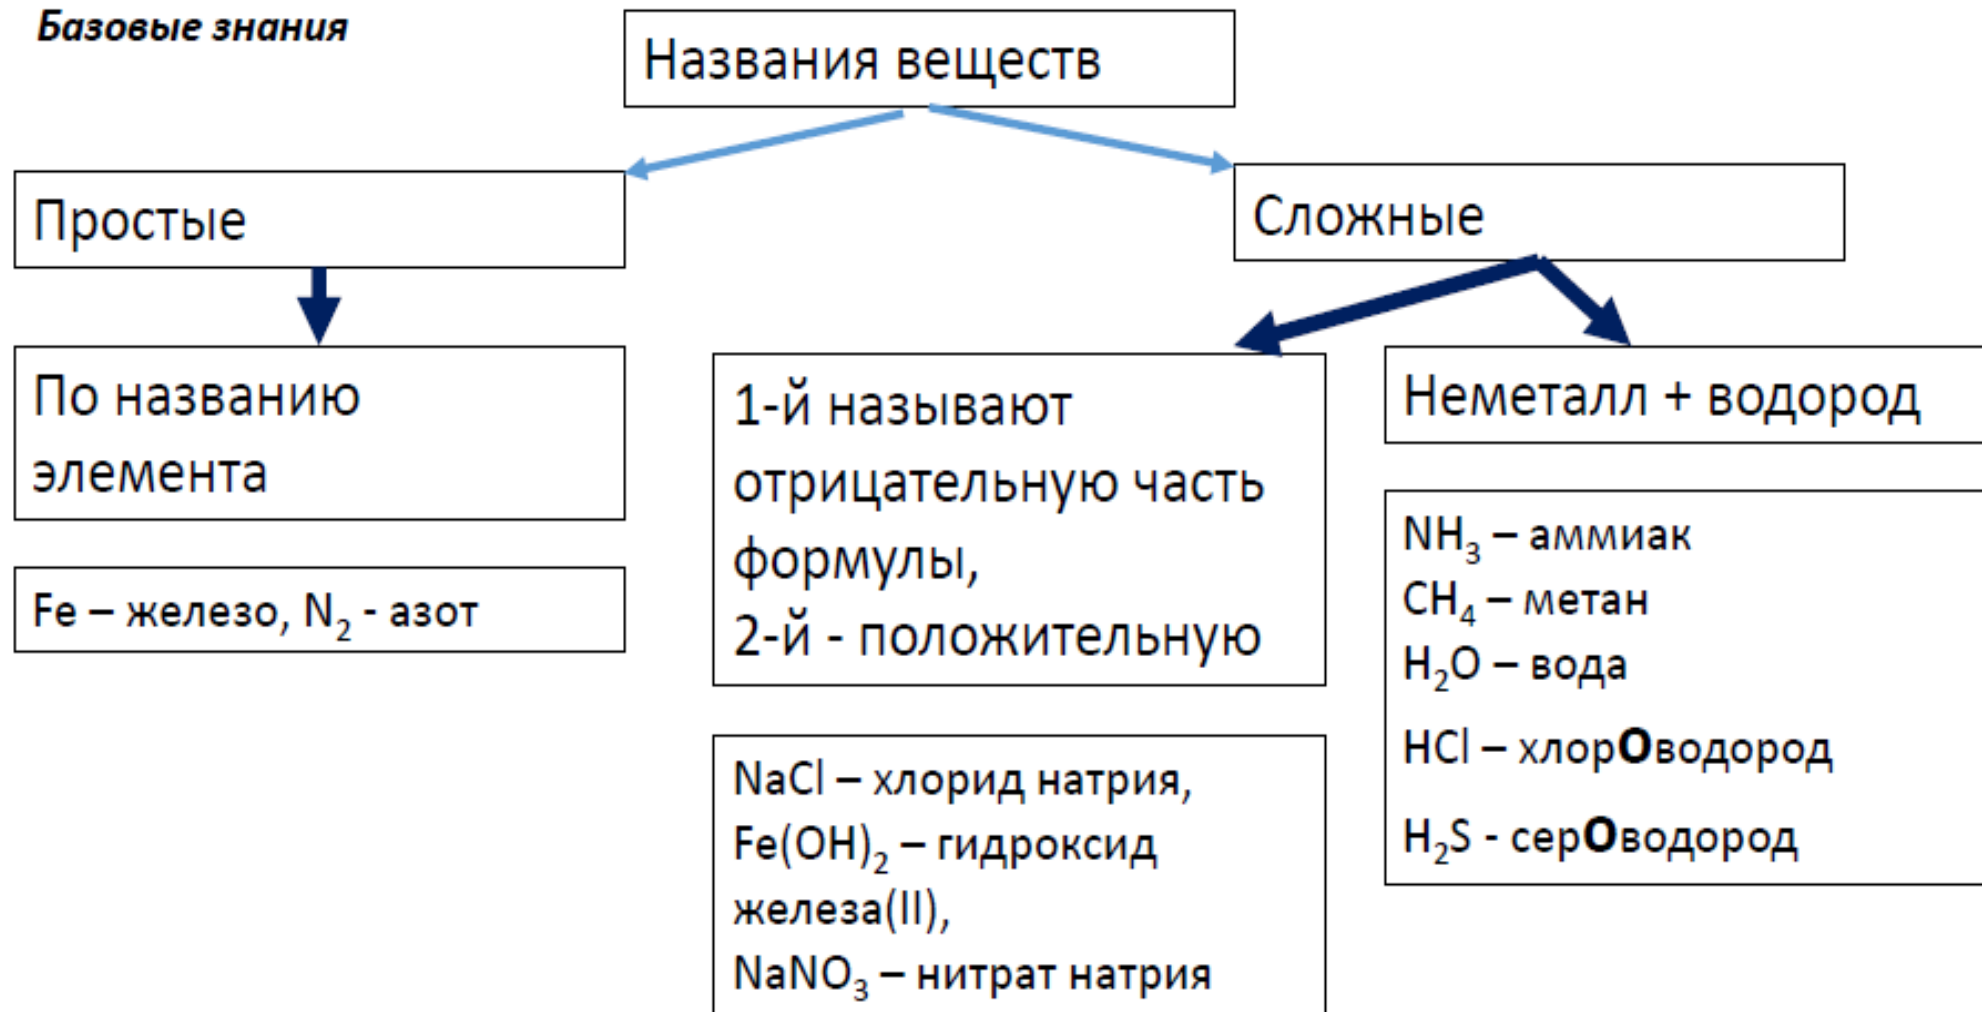 Базовые знания
Названия веществ
Простые
Сложные
По названию
элемента
Fe – железо, N₂ - азот
1-й называют
отрицательную часть
формулы,
2-й - положительную
NaCl – хлорид натрия,
Fe(OH)₂ – гидроксид
железа(II),
NaNO₃ – нитрат натрия
Неметалл + водород
NH₃ – аммиак
CH₄ – метан
H₂O – вода
HCl – хлорОводород
H₂S - серОводород